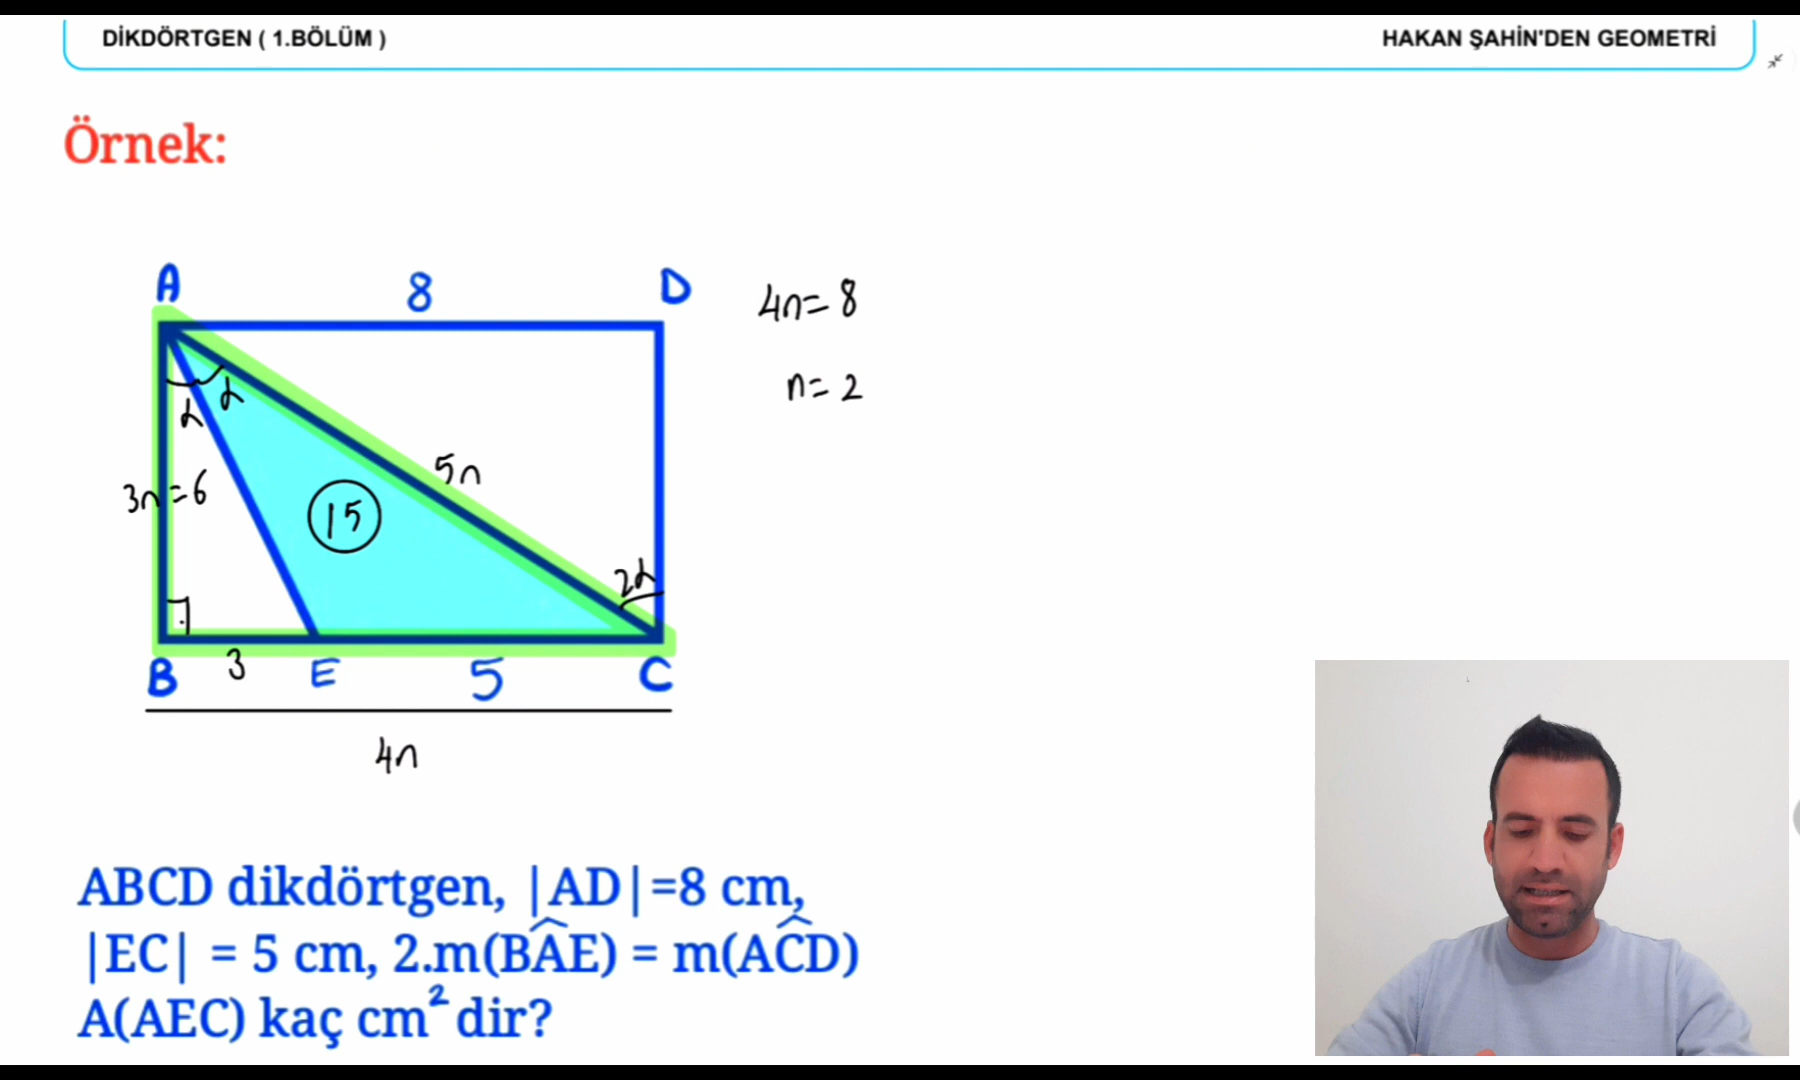 DİKDÖRTGEN ( 1.BÖLÜM )
HAKAN ŞAHİN'DEN GEOMETRİ
Örnek:
A
8
D
4n=8
n=2
α
α
5n
3n=6
15
2α
B
3
E
5
C
4n
ABCD dikdörtgen, |AD|=8 cm,
|EC| = 5 cm, 2.m(BÂE) = m(AĈD)
A(AEC) kaç cm² dir?